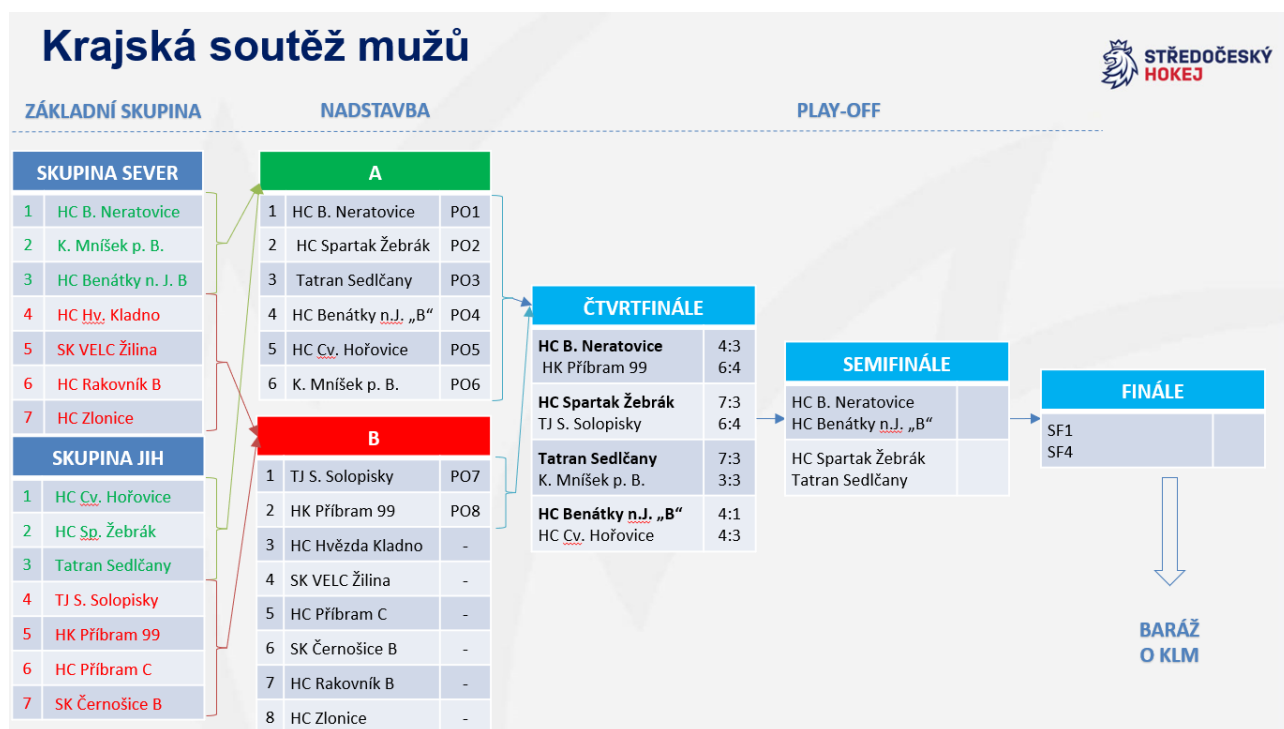 Krajská soutěž mužů
STŘEDOČESKÝ
HOKEJ
ZÁKLADNÍ SKUPINA
NADSTAVBA
PLAY-OFF
SKUPINA SEVER
1 HC B. Neratovice
2 K. Mníšek p. B.
3 HC Benátky n. J. B
4 HC Hv. Kladno
5 SK VELC Žilina
6 HC Rakovník B
7 HC Zlonice
SKUPINA JIH
1 HC Cv. Hořovice
2 HC Sp. Žebrák
3 Tatran Sedlčany
4 TJ S. Solopisky
5 HK Příbram 99
6 HC Příbram C
7 SK Černošice B
A
1 HC B. Neratovice PO1
2 HC Spartak Žebrák PO2
3 Tatran Sedlčany PO3
4 HC Benátky n.J. „B“ PO4
5 HC Cv. Hořovice PO5
6 K. Mníšek p. B. PO6
B
1 TJ S. Solopisky PO7
2 HK Příbram 99 PO8
3 HC Hvězda Kladno -
4 SK VELC Žilina -
5 HC Příbram C -
6 SK Černošice B -
7 HC Rakovník B -
8 HC Zlonice -
ČTVRTFINÁLE
HC B. Neratovice 4:3
HK Příbram 99 6:4
HC Spartak Žebrák 7:3
TJ S. Solopisky 6:4
Tatran Sedlčany 7:3
K. Mníšek p. B. 3:3
HC Benátky n.J. „B“ 4:1
HC Cv. Hořovice 4:3
SEMIFINÁLE
HC B. Neratovice
HC Benátky n.J. „B“
HC Spartak Žebrák
Tatran Sedlčany
FINÁLE
SF1
SF4
BARÁŽ
O KLM